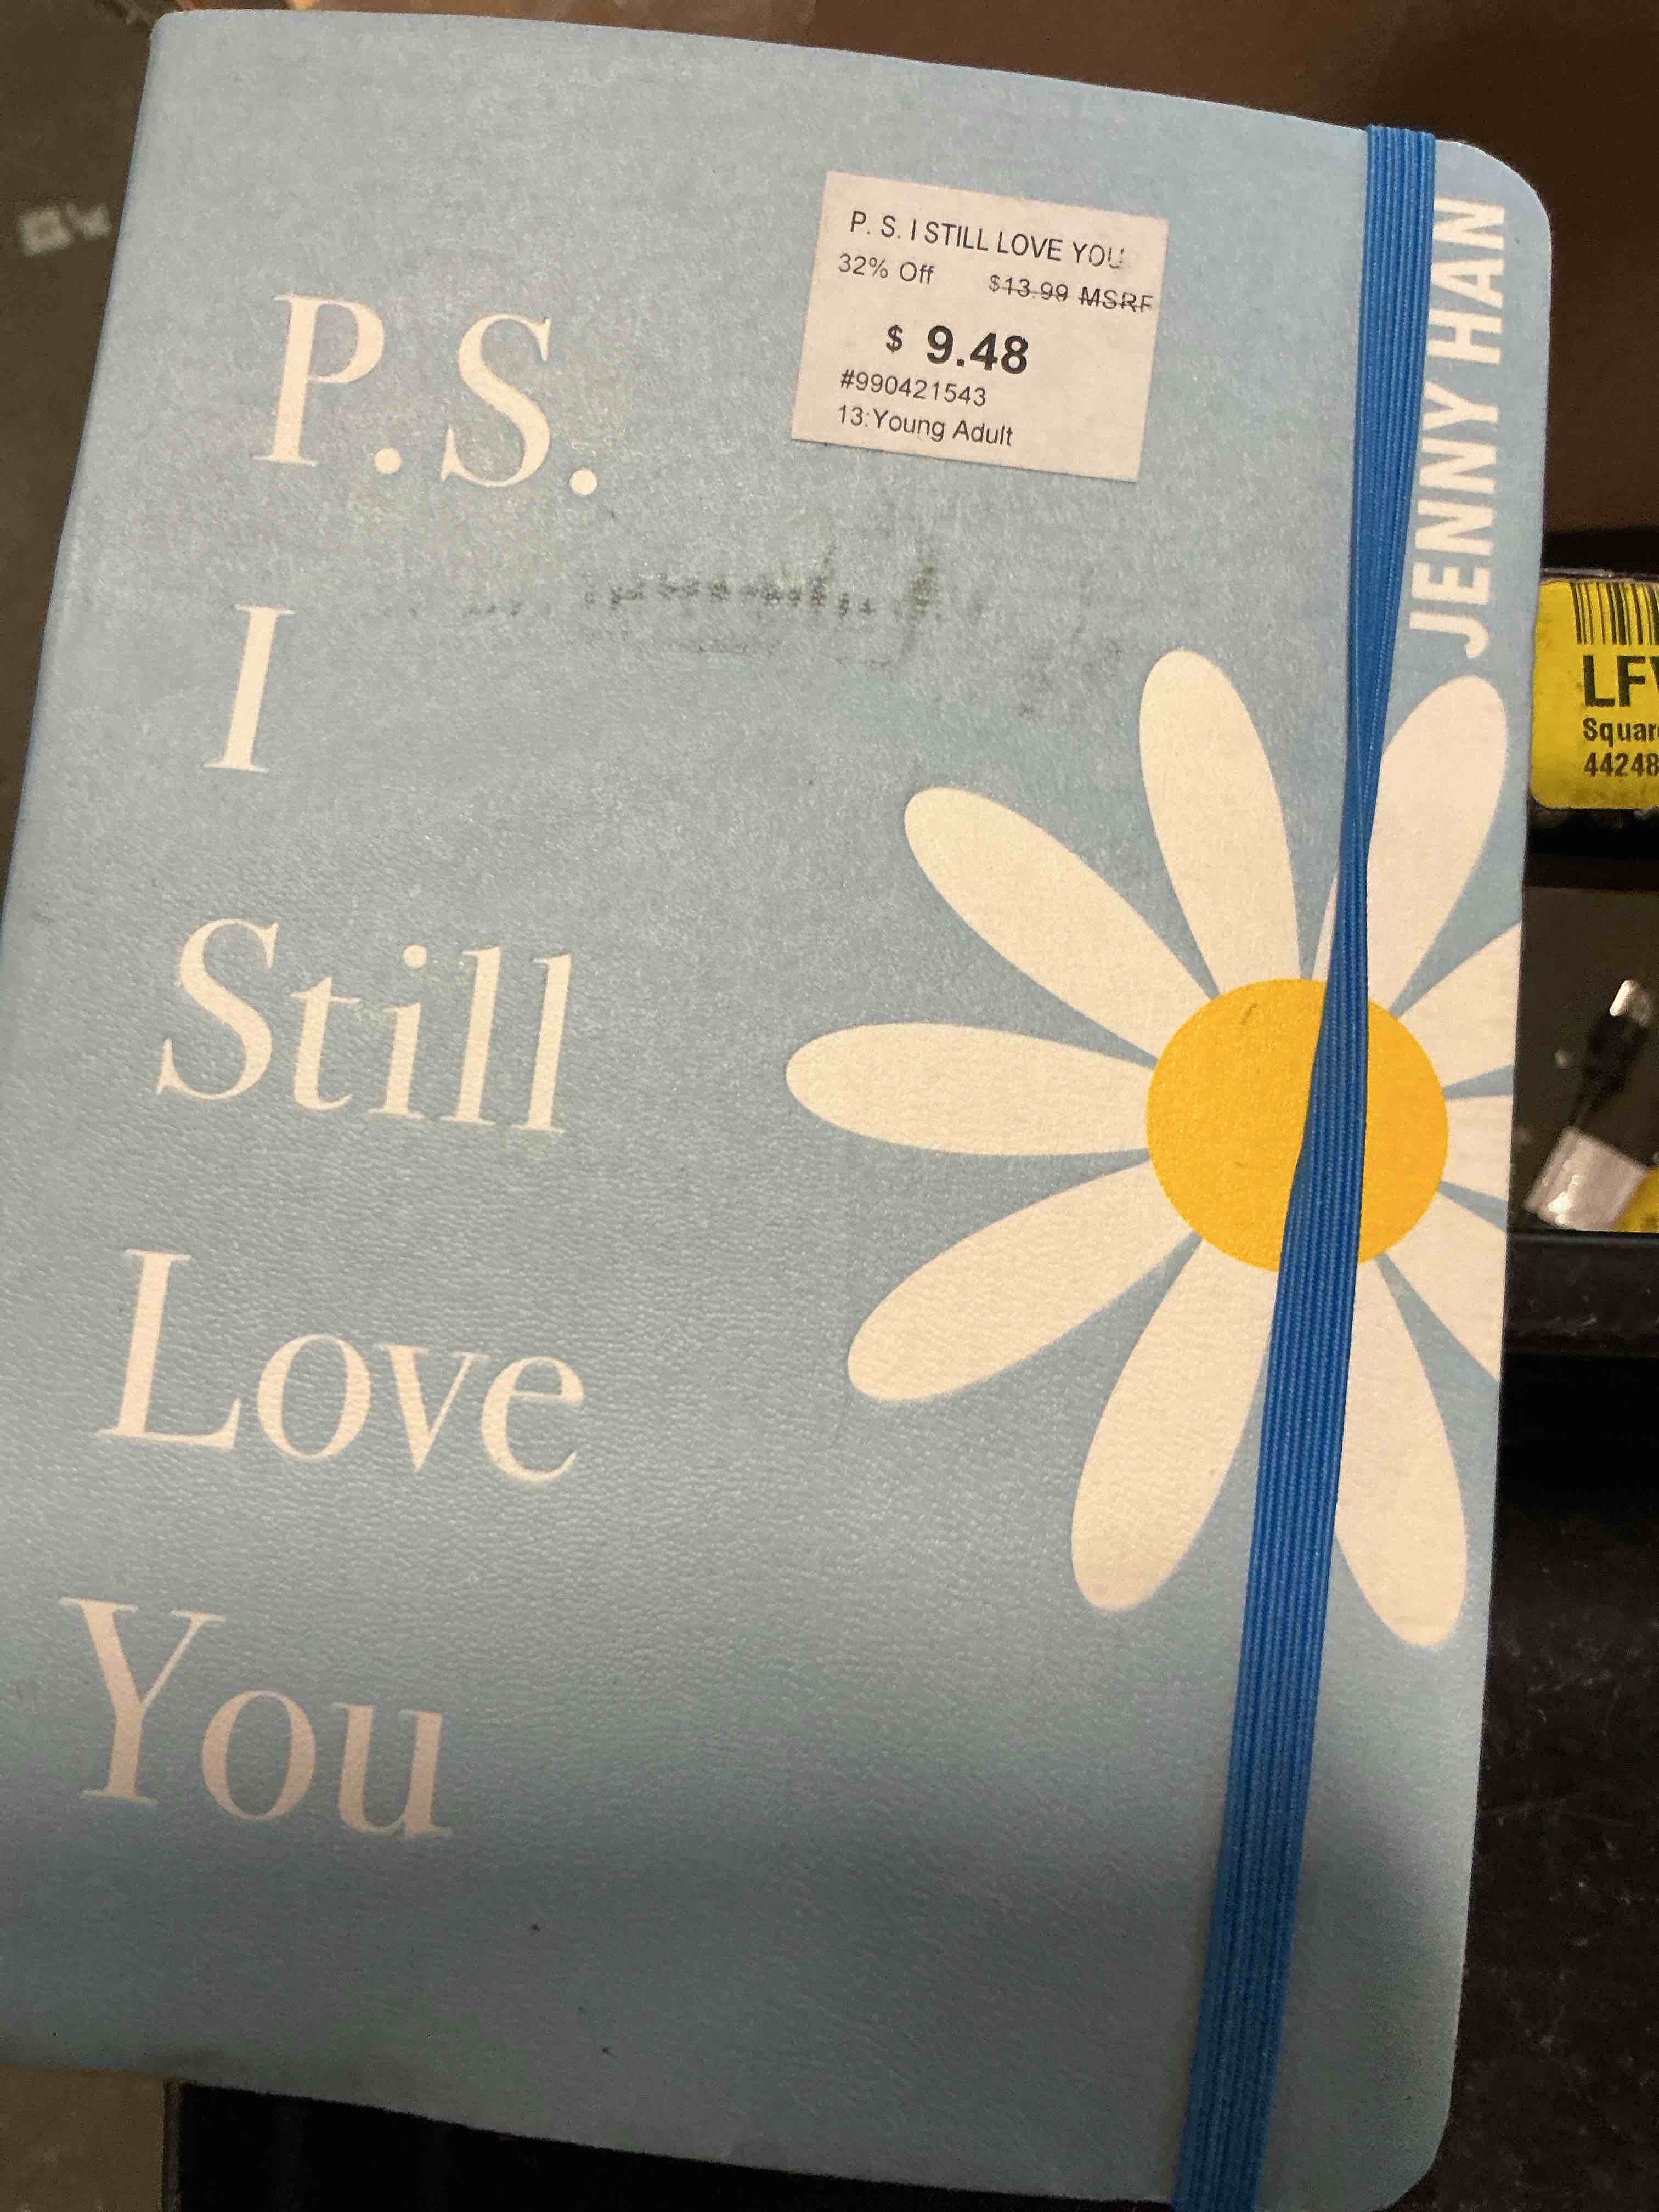 P. S. I STILL LOVE YOU
32% Off $13.99 MSRP
$ 9.48
#990421543
13:Young Adult
P.S.
I
Still
Love
You
JENNY HAN
44248